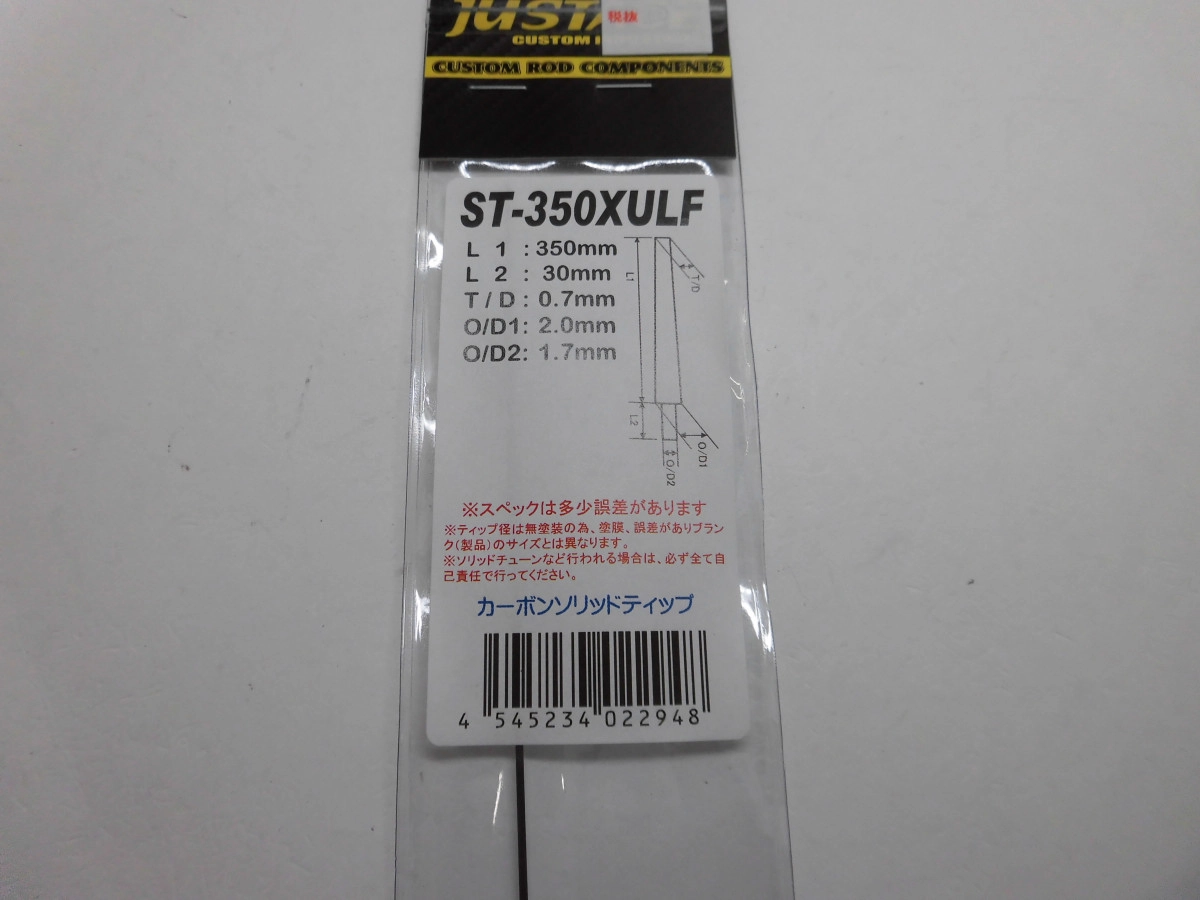 税抜
CUSTOM ROD COMPONENTS
ST-350XULF
L 1 : 350mm
L 2 : 30mm
T / D : 0.7mm
O/D1: 2.0mm
O/D2: 1.7mm
L1
T/D
L2
O/D1
O/D2
※スペックは多少誤差があります
※ティップ径は無塗装の為、塗膜、誤差がありブラン
ク(製品)のサイズとは異なります。
※ソリッドチューンなど行われる場合は、必ず全て自
己責任で行ってください。
カーボンソリッドティップ
4 545234 022948